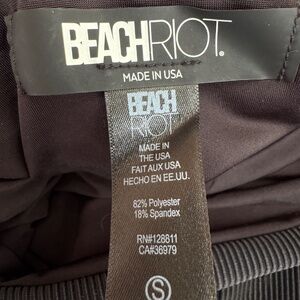 BEACHRIOT.
MADE IN USA
BEACH
RIOT
MADE IN
THE USA
FAIT AUX USA
HECHO EN EE.UU.
82% Polyester
18% Spandex
RN#128811
CA#36979
S